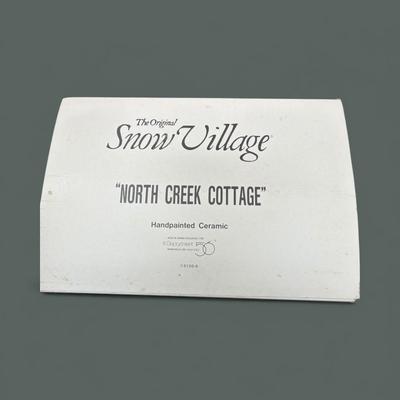 The Original
Snow Village
"NORTH CREEK COTTAGE"
Handpainted Ceramic